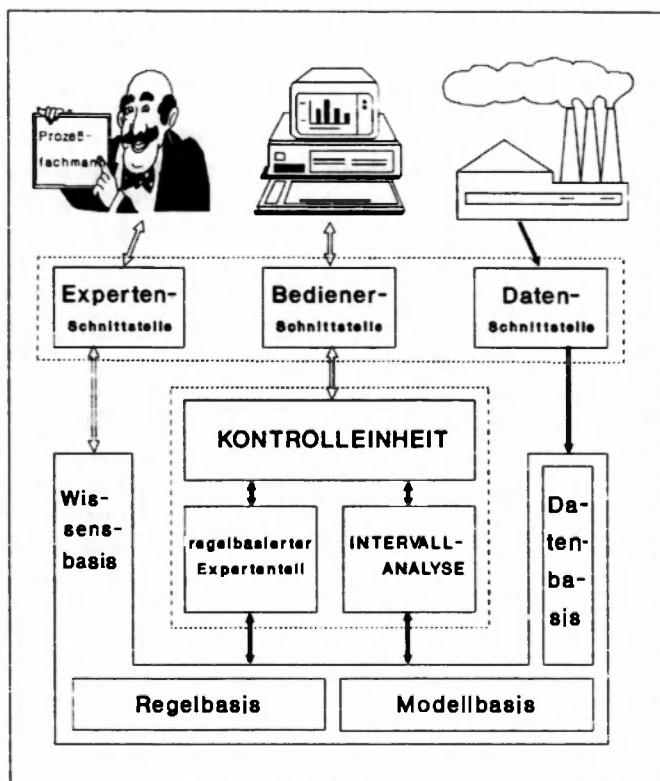 Prozeß-
fachmann
Experten-
Schnittstelle
Bediener-
Schnittstelle
Daten-
Schnittstelle
KONTROLLEINHEIT
Wis-
sens-
basis
regelbasierter
Expertenteil
INTERVALL-
ANALYSE
Da-
ten-
ba-
sis
Regelbasis
Modellbasis